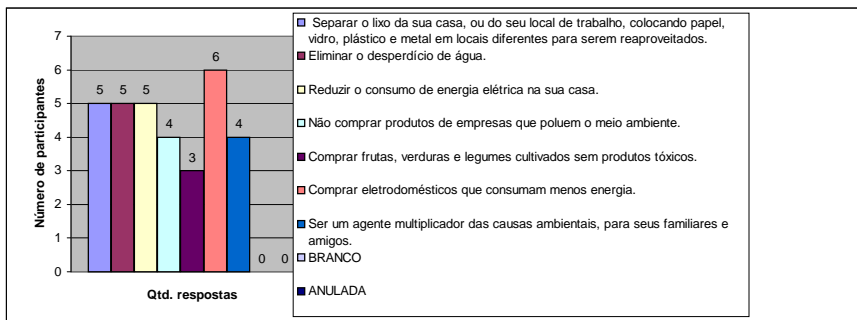 Número de participantes
7
6
5
4
3
2
1
0
5 5 5 4 3 6 4 0 0
Qtd. respostas
Separar o lixo da sua casa, ou do seu local de trabalho, colocando papel,
vidro, plástico e metal em locais diferentes para serem reaproveitados.
Eliminar o desperdício de água.
Reduzir o consumo de energia elétrica na sua casa.
Não comprar produtos de empresas que poluem o meio ambiente.
Comprar frutas, verduras e legumes cultivados sem produtos tóxicos.
Comprar eletrodomésticos que consumam menos energia.
Ser um agente multiplicador das causas ambientais, para seus familiares e
amigos.
BRANCO
ANULADA